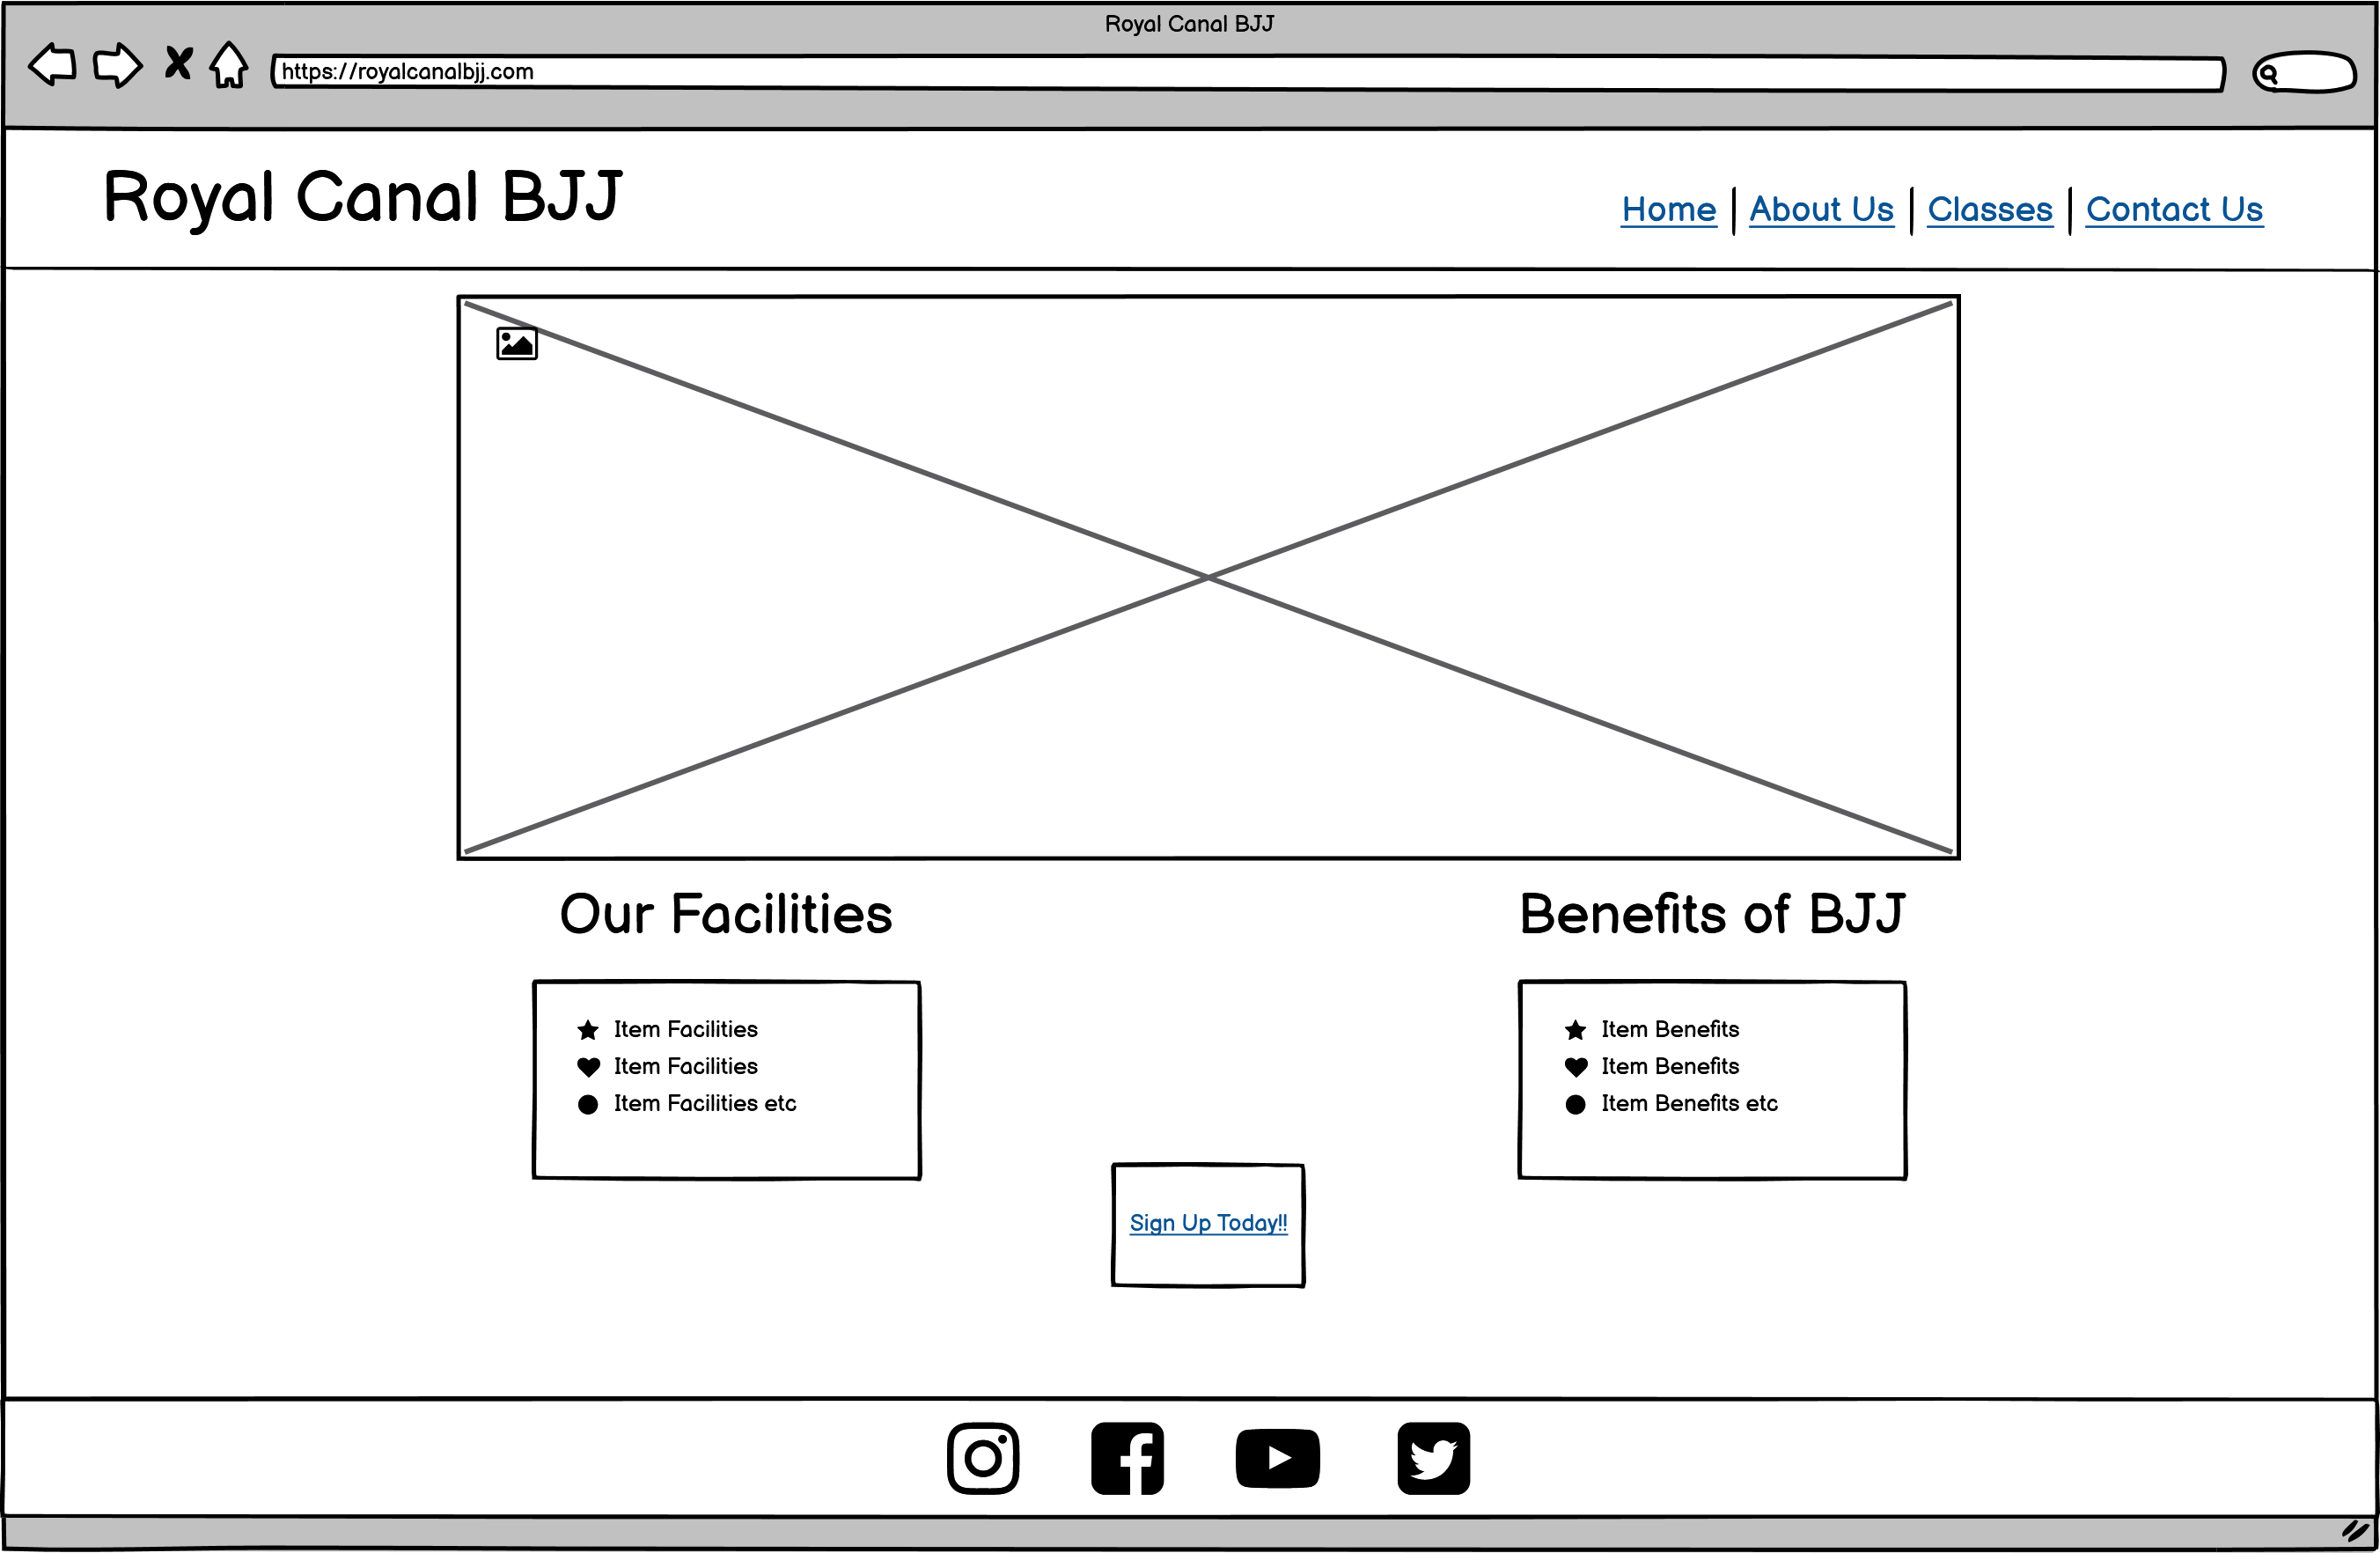 Royal Canal BJJ
https://royalcanalbjj.com
Royal Canal BJJ
Home | About Us | Classes | Contact Us
Our Facilities
Item Facilities
Item Facilities
Item Facilities etc
Benefits of BJJ
Item Benefits
Item Benefits
Item Benefits etc
Sign Up Today!!